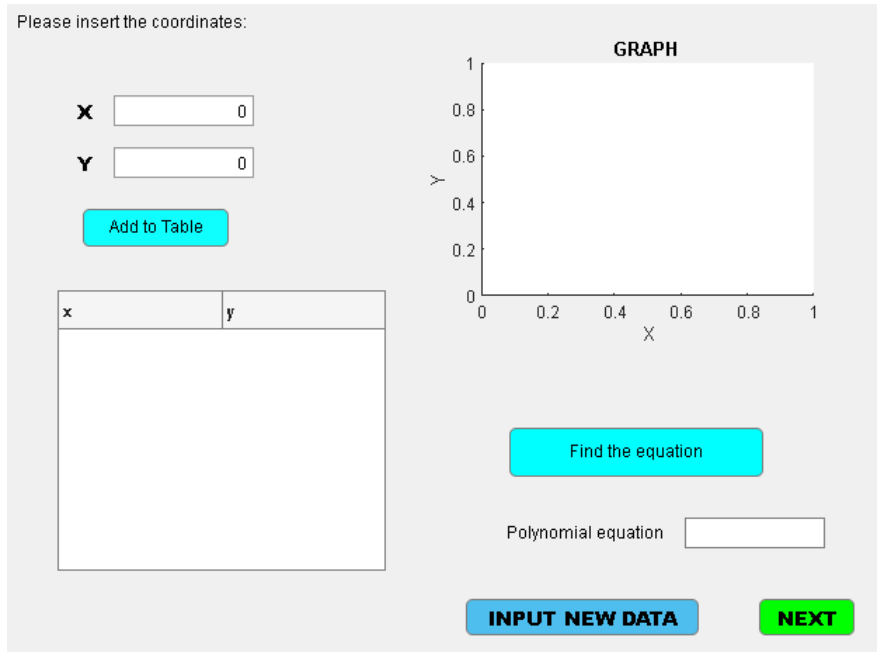 Please insert the coordinates:
X 0
Y 0
Add to Table
x y
GRAPH
1
0.8
0.6
0.4
0.2
0
Y
0 0.2 0.4 0.6 0.8 1
X
Find the equation
Polynomial equation
INPUT NEW DATA
NEXT